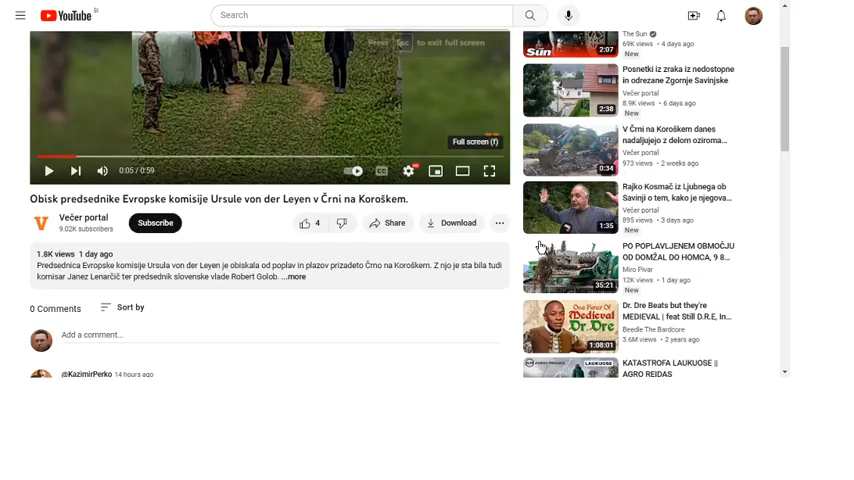 YouTube SI
Search
Press Esc to exit full screen
Full screen (f)
0:05 / 0:59
Obisk predsednike Evropske komisije Ursule von der Leyen v Črni na Koroškem.
Večer portal
9.02K subscribers
Subscribe
4
Share
Download
1.8K views 1 day ago
Predsednica Evropske komisije Ursula von der Leyen je obiskala od poplav in plazov prizadeto Črno na Koroškem. Z njo je sta bila tudi
komisar Janez Lenarčič ter predsednik slovenske vlade Robert Golob. ...more
0 Comments
Sort by
Add a comment...
@KazimirPerko 14 hours ago
Sun
2:07
The Sun
69K views • 4 days ago
New
2:38
Posnetki iz zraka iz nedostopne
in odrezane Zgornje Savinjske
Večer portal
8.9K views • 6 days ago
New
0:34
V Črni na Koroškem danes
nadaljujejo z delom oziroma...
Večer portal
973 views • 2 weeks ago
1:35
Rajko Kosmač iz Ljubnega ob
Savinji o tem, kako je njegova...
Večer portal
895 views • 3 days ago
New
35:21
PO POPLAVLJENEM OBMOČJU
OD DOMŽAL DO HOMCA, 9 8...
Miro Pivar
12K views • 1 day ago
New
One Hour Of
Medieval
Dr. Dre
1:08:01
Dr. Dre Beats but they're
MEDIEVAL | feat Still D.R.E, In...
Beedle The Bardcore
3.6M views • 2 years ago
LAUKUOSE
KATASTROFA LAUKUOSE ||
AGRO REIDAS